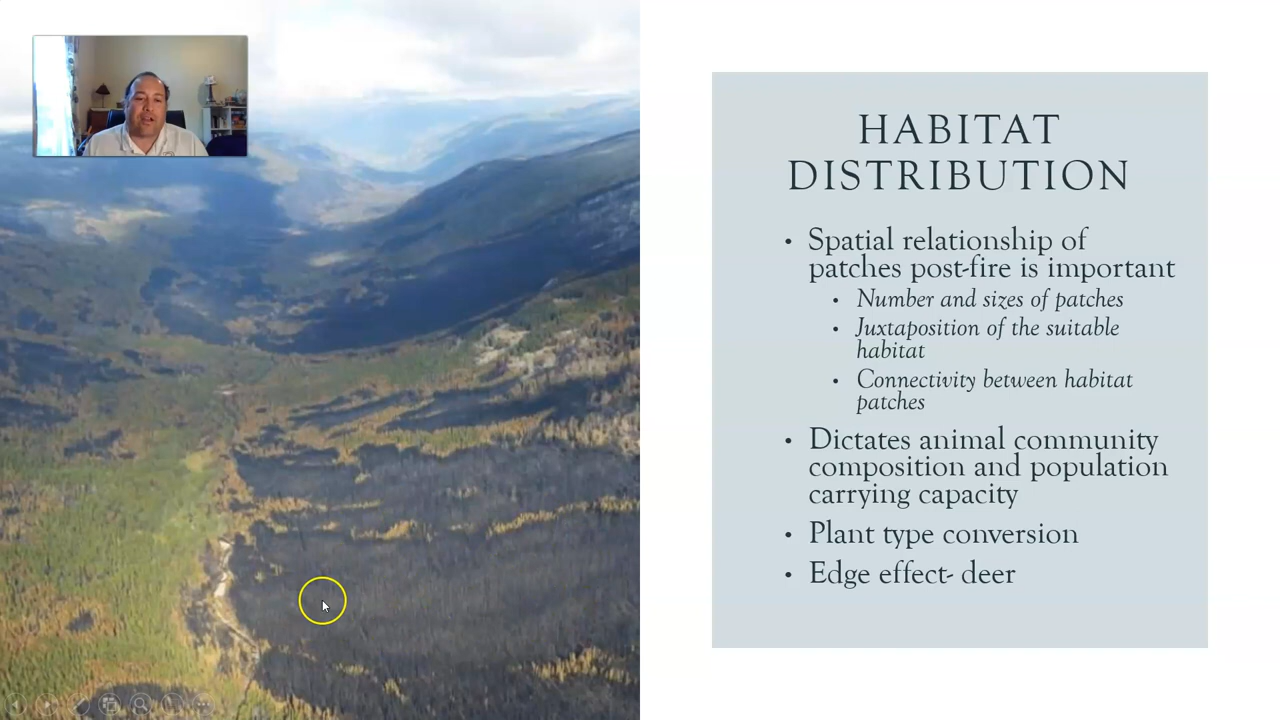 HABITAT
DISTRIBUTION
• Spatial relationship of
patches post-fire is important
• Number and sizes of patches
• Juxtaposition of the suitable
habitat
• Connectivity between habitat
patches
• Dictates animal community
composition and population
carrying capacity
• Plant type conversion
• Edge effect- deer